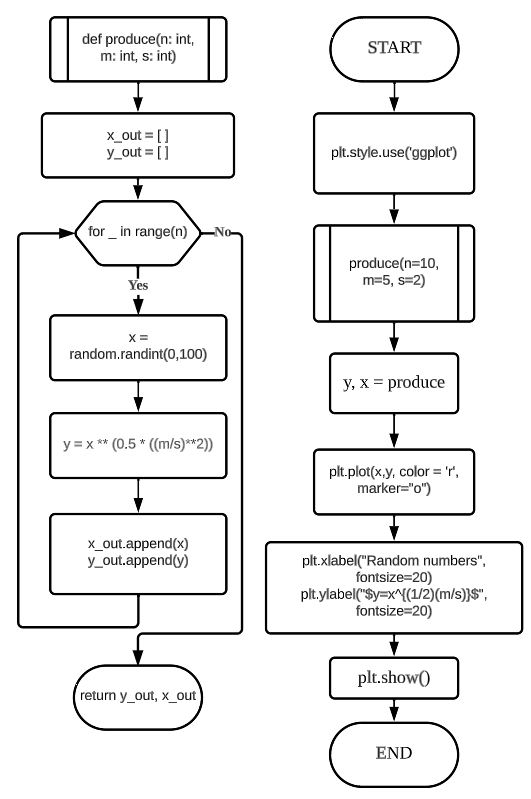 def produce(n: int,
m: int, s: int)
x_out = [ ]
y_out = [ ]
for _ in range(n)
No
Yes
x =
random.randint(0,100)
y = x ** (0.5 * ((m/s)**2))
x_out.append(x)
y_out.append(y)
return y_out, x_out
START
plt.style.use('ggplot')
produce(n=10,
m=5, s=2)
y, x = produce
plt.plot(x,y, color = 'r',
marker="o")
plt.xlabel("Random numbers",
fontsize=20)
plt.ylabel("$y=x^{(1/2)(m/s)}$",
fontsize=20)
plt.show()
END